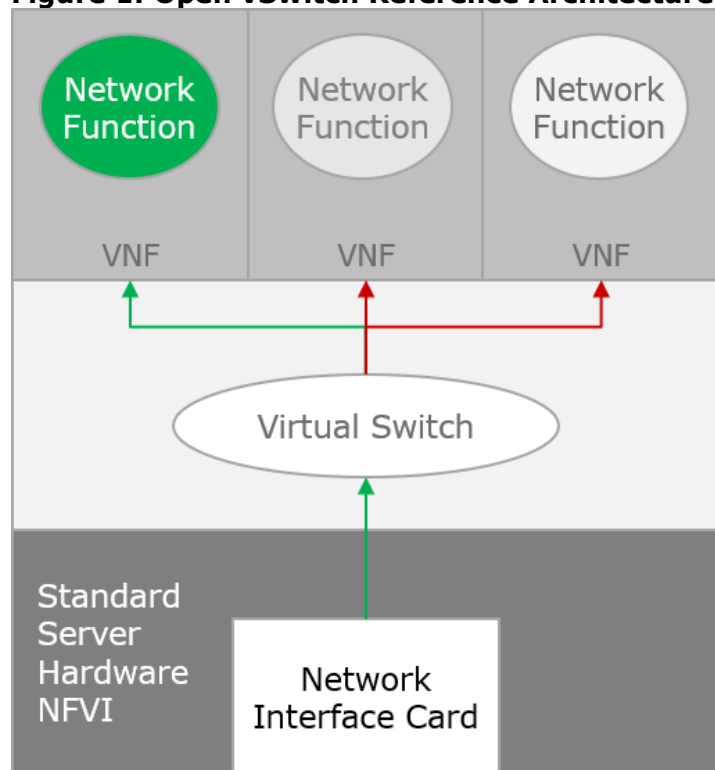 Figure 1: Open vSwitch Reference Architecture
Network
Function
Network
Function
Network
Function
VNF
VNF
VNF
Virtual Switch
Standard
Server
Hardware
NFVI
Network
Interface Card